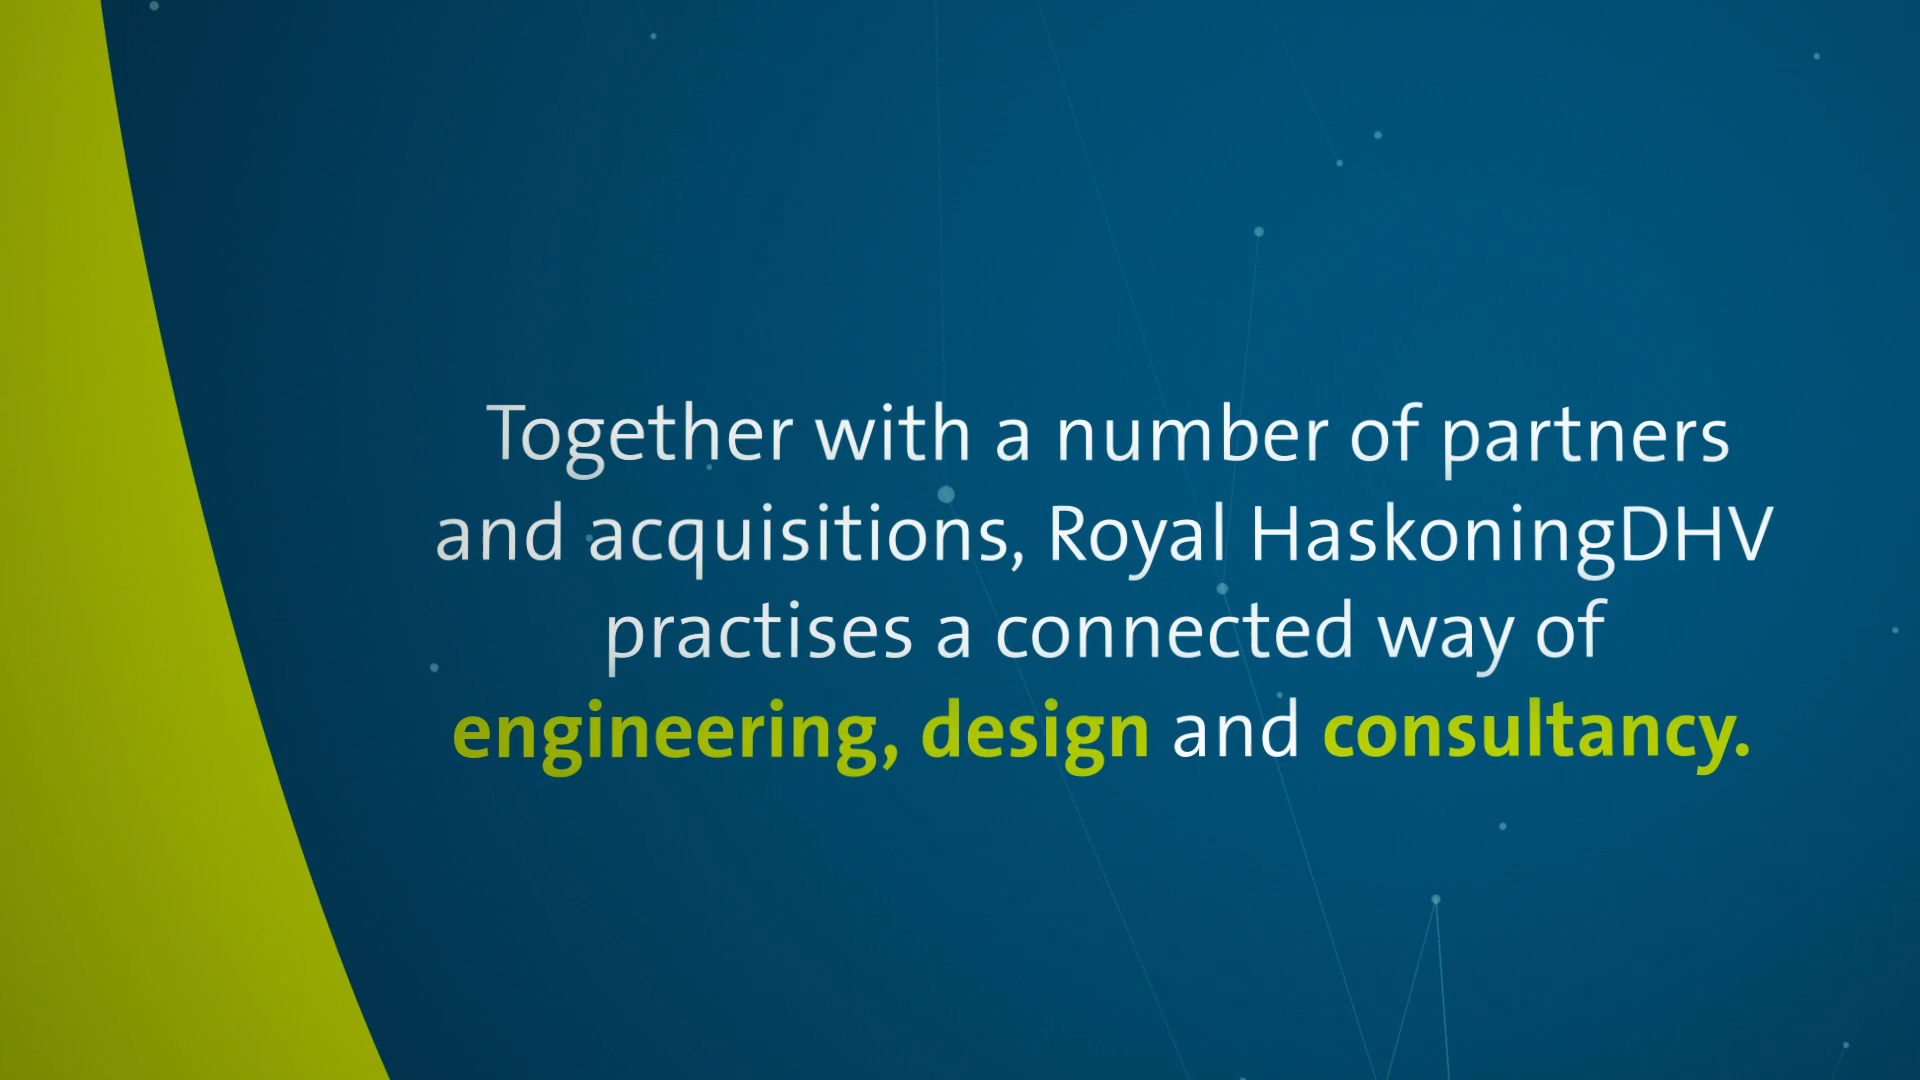 Together with a number of partners
and acquisitions, Royal HaskoningDHV
practises a connected way of
engineering, design and consultancy.